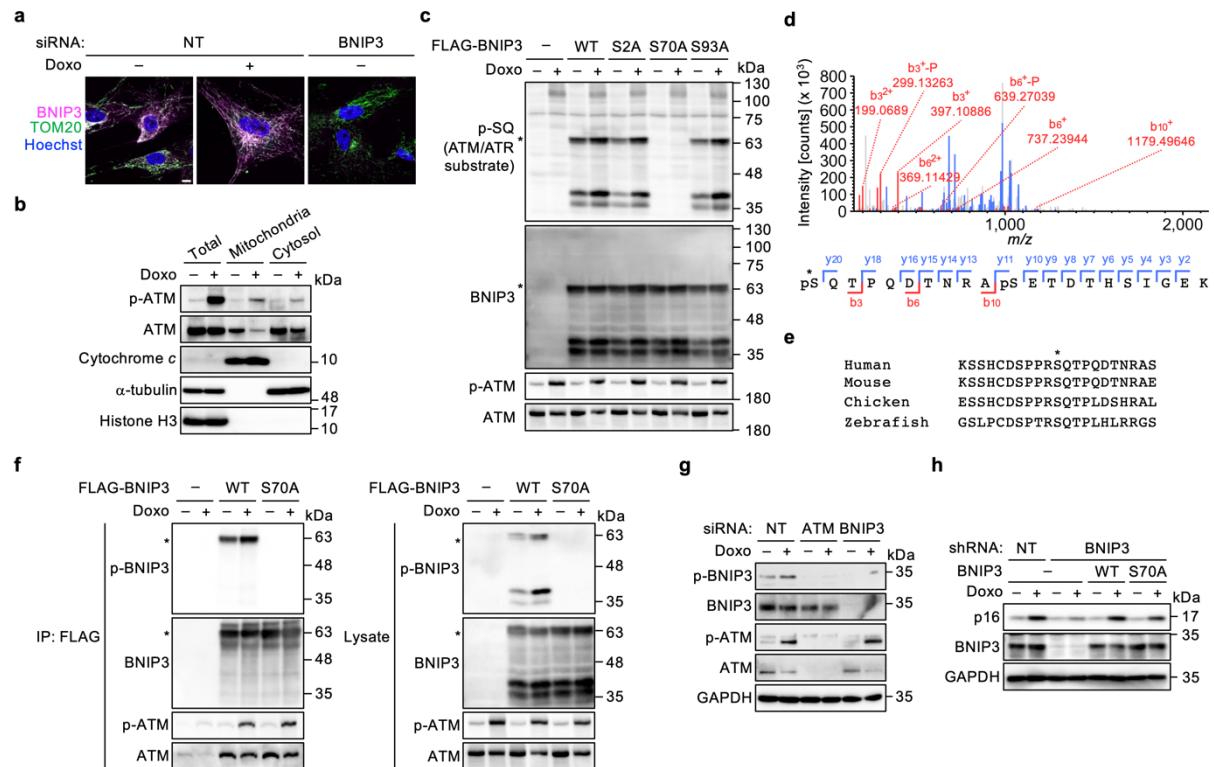 a
siRNA: NT BNIP3
Doxo – + –
BNIP3
TOM20
Hoechst
b
Total Mitochondria Cytosol
Doxo – + – + – + kDa
p-ATM
ATM
Cytochrome c 10
α-tubulin 48
Histone H3 17
10
c
FLAG-BNIP3 – WT S2A S70A S93A
Doxo – + – + – + – + – + kDa
130
100
75
p-SQ
(ATM/ATR
substrate)
* 63
48
35
130
100
75
BNIP3 * 63
48
35
p-ATM 180
ATM 180
d
Intensity [counets] (x 10³)
800
700
600
500
400
300
200
100
0
b3²⁺
199.0689
b3⁺-P
299.13263
b3⁺
397.10886
b6²⁺
369.11429
b6⁺-P
639.27039
b6⁺
737.23944
b10⁺
1179.49646
1,000 2,000
m/z
y20 y18 y16 y15 y14 y13 y11 y10 y9 y8 y7 y6 y5 y4 y3 y2
*
pS Q T P Q D T N R A pS E T D T H S I G E K
b3 b6 b10
e
*
Human KSSHCDSPPRSQTPQDTNRAS
Mouse KSSHCDSPPRSQTPQDTNRAE
Chicken ESSHCDSPPRSQTPLDSHRAL
Zebrafish GSLPCDSPTRSQTPLHLRRGS
f
FLAG-BNIP3 – WT S70A
Doxo – + – + – + kDa
IP: FLAG
* 63
p-BNIP3 48
35
* 63
BNIP3 48
35
p-ATM
ATM
FLAG-BNIP3 – WT S70A
Doxo – + – + – + kDa
Lysate
* 63
p-BNIP3 48
35
* 63
BNIP3 48
35
p-ATM
ATM
g
siRNA: NT ATM BNIP3
Doxo – + – + – + kDa
p-BNIP3 35
BNIP3 35
p-ATM
ATM
GAPDH 35
h
shRNA: NT BNIP3
BNIP3 – WT S70A
Doxo – + – + – + – + kDa
p16 17
BNIP3 35
GAPDH 35